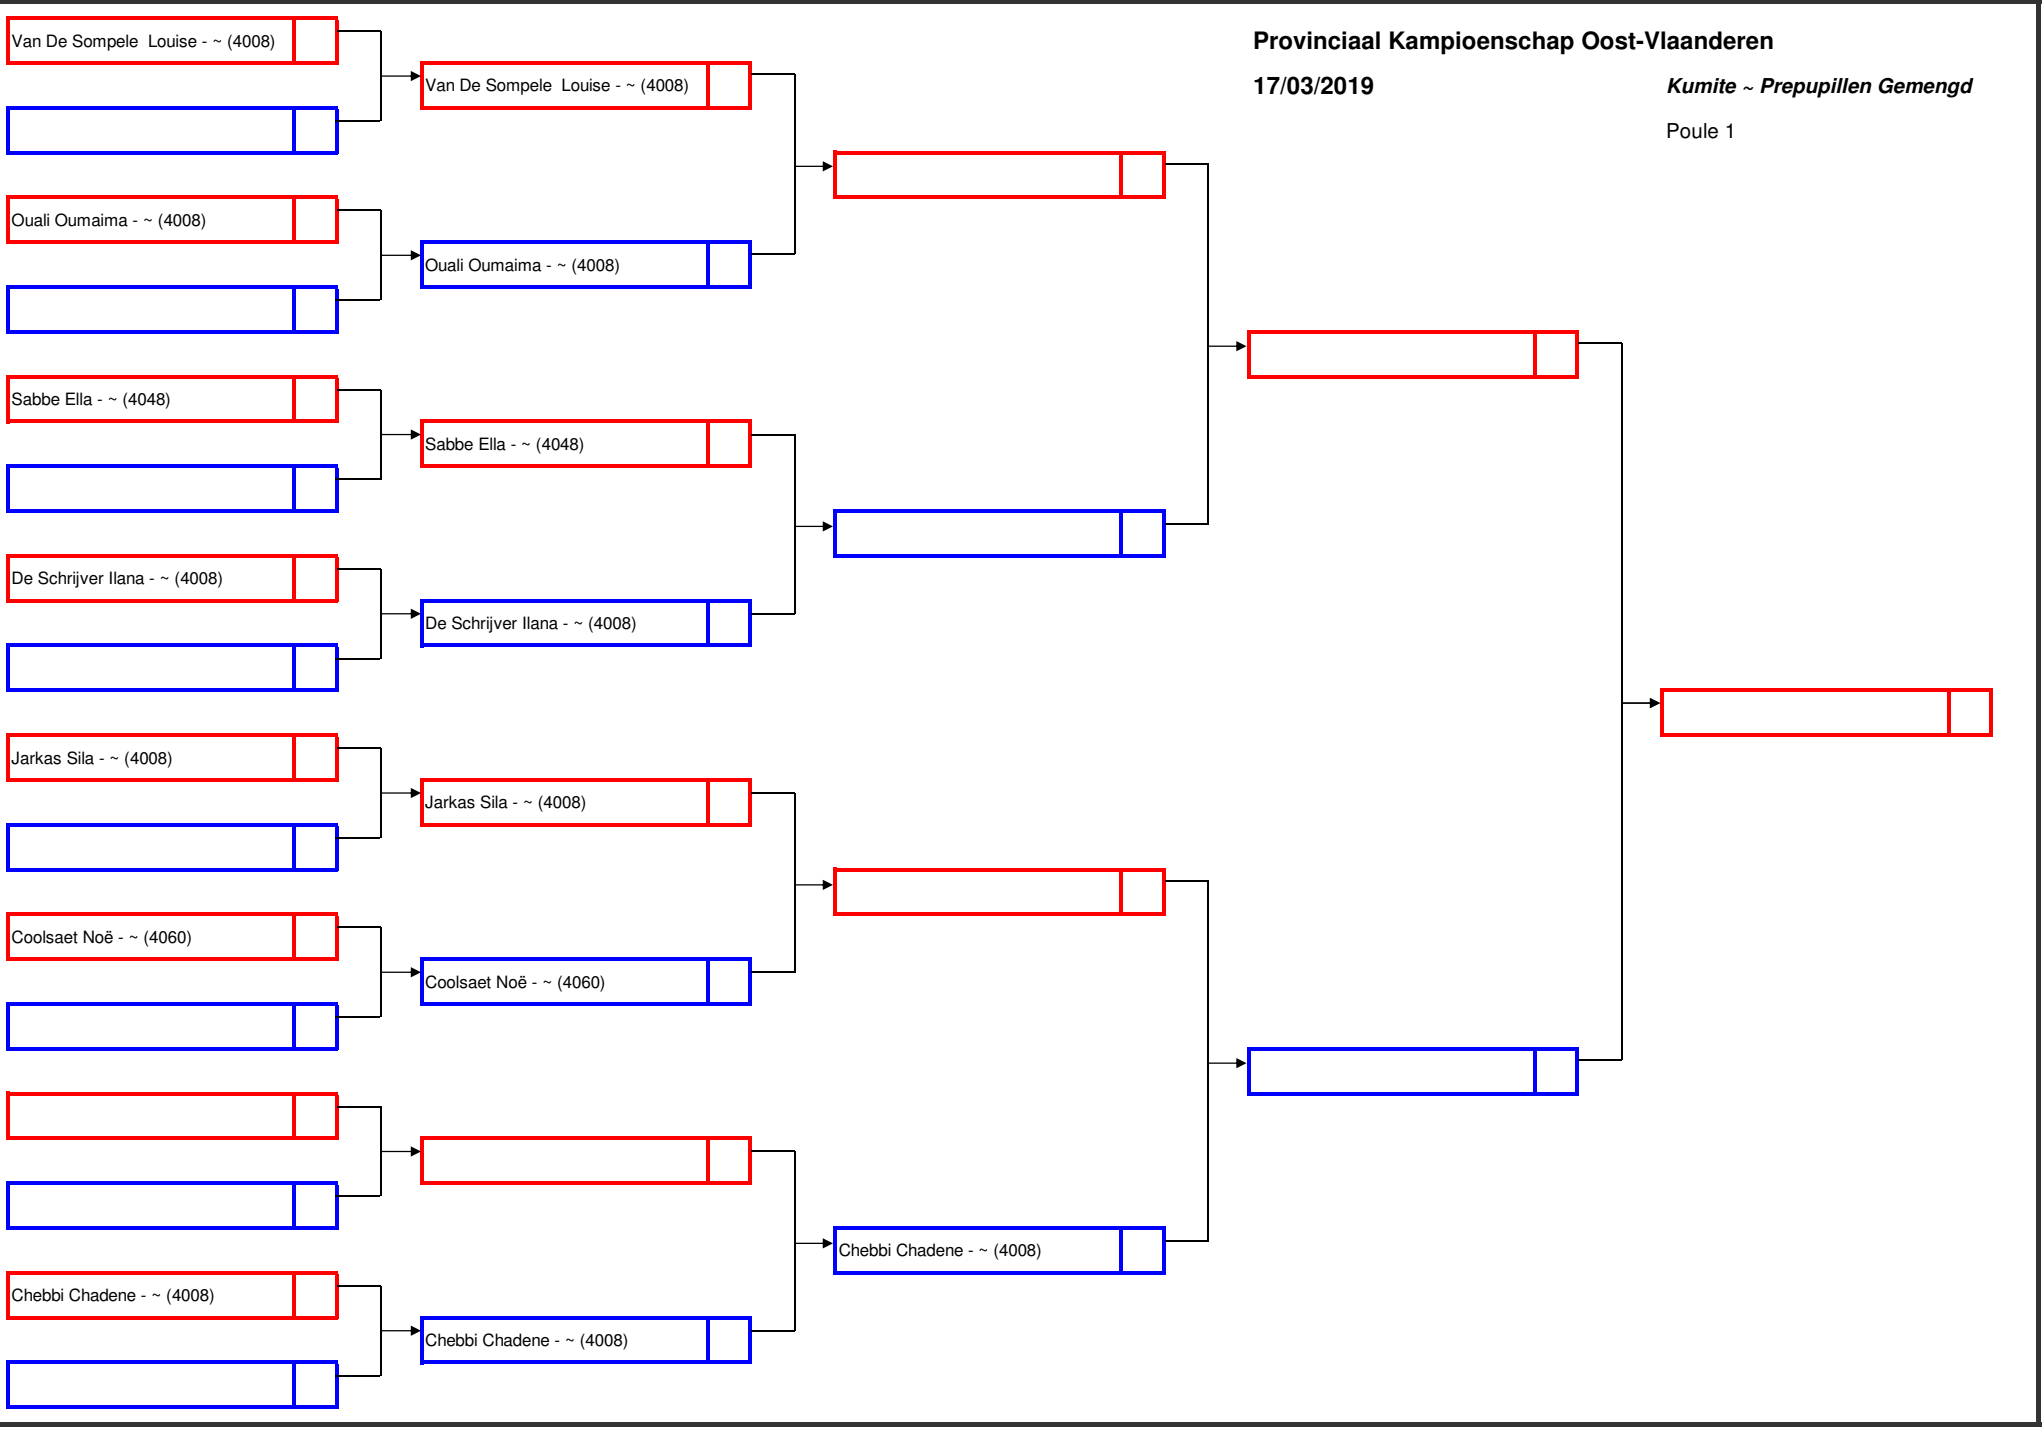 Provinciaal Kampioenschap Oost-Vlaanderen
17/03/2019
Kumite ~ Prepupillen Gemengd
Poule 1
Van De Sompele  Louise - ~ (4008)
Ouali Oumaima - ~ (4008)
Sabbe Ella - ~ (4048)
De Schrijver Ilana - ~ (4008)
Jarkas Sila - ~ (4008)
Coolsaet Noë - ~ (4060)
Chebbi Chadene - ~ (4008)
Van De Sompele  Louise - ~ (4008)
Ouali Oumaima - ~ (4008)
Sabbe Ella - ~ (4048)
De Schrijver Ilana - ~ (4008)
Jarkas Sila - ~ (4008)
Coolsaet Noë - ~ (4060)
Chebbi Chadene - ~ (4008)
Chebbi Chadene - ~ (4008)